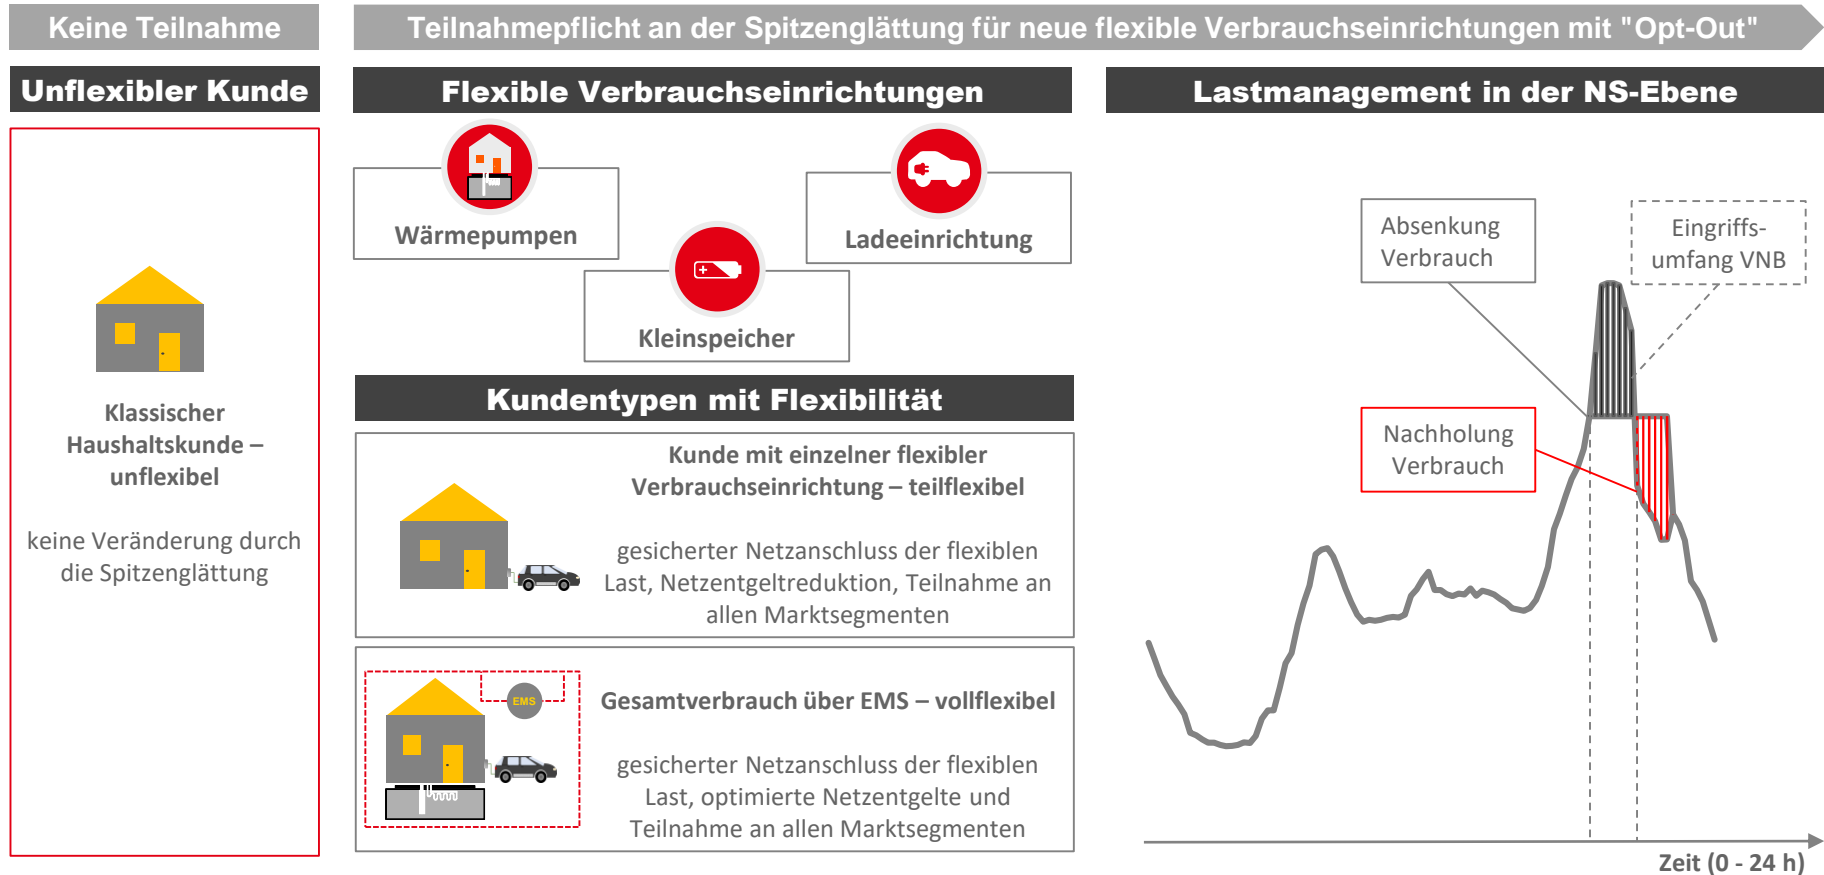 Keine Teilnahme
Teilnahmepflicht an der Spitzenglättung für neue flexible Verbrauchseinrichtungen mit "Opt-Out"
Unflexibler Kunde
Klassischer
Haushaltskunde –
unflexibel
keine Veränderung durch
die Spitzenglättung
Flexible Verbrauchseinrichtungen
Wärmepumpen
Ladeeinrichtung
Kleinspeicher
Kundentypen mit Flexibilität
Kunde mit einzelner flexibler
Verbrauchseinrichtung – teilflexibel
gesicherter Netzanschluss der flexiblen
Last, Netzentgeltreduktion, Teilnahme an
allen Marktsegmenten
EMS
Gesamtverbrauch über EMS – vollflexibel
gesicherter Netzanschluss der flexiblen
Last, optimierte Netzentgelte und
Teilnahme an allen Marktsegmenten
Lastmanagement in der NS-Ebene
Absenkung
Verbrauch
Eingriffs-
umfang VNB
Nachholung
Verbrauch
Zeit (0 - 24 h)